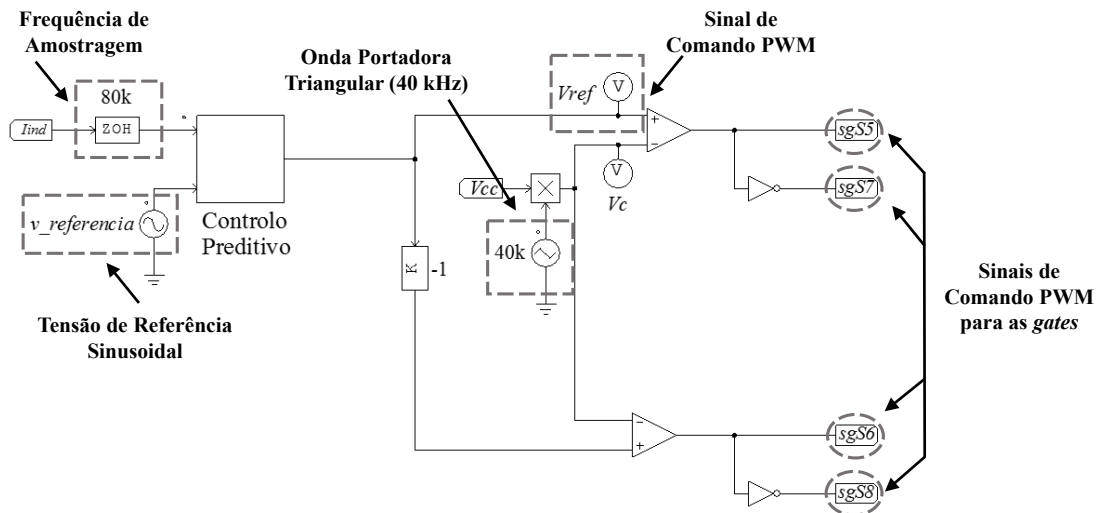 Frequência de
Amostragem
80k
Iind
ZOH
v_referencia
Controlo
Preditivo
Tensão de Referência
Sinusoidal
Onda Portadora
Triangular (40 kHz)
Sinal de
Comando PWM
Vref
V
+
-
V
Vc
Vcc
40k
K
-1
-
+
sgS5
sgS7
Sinais de
Comando PWM
para as gates
sgS6
sgS8